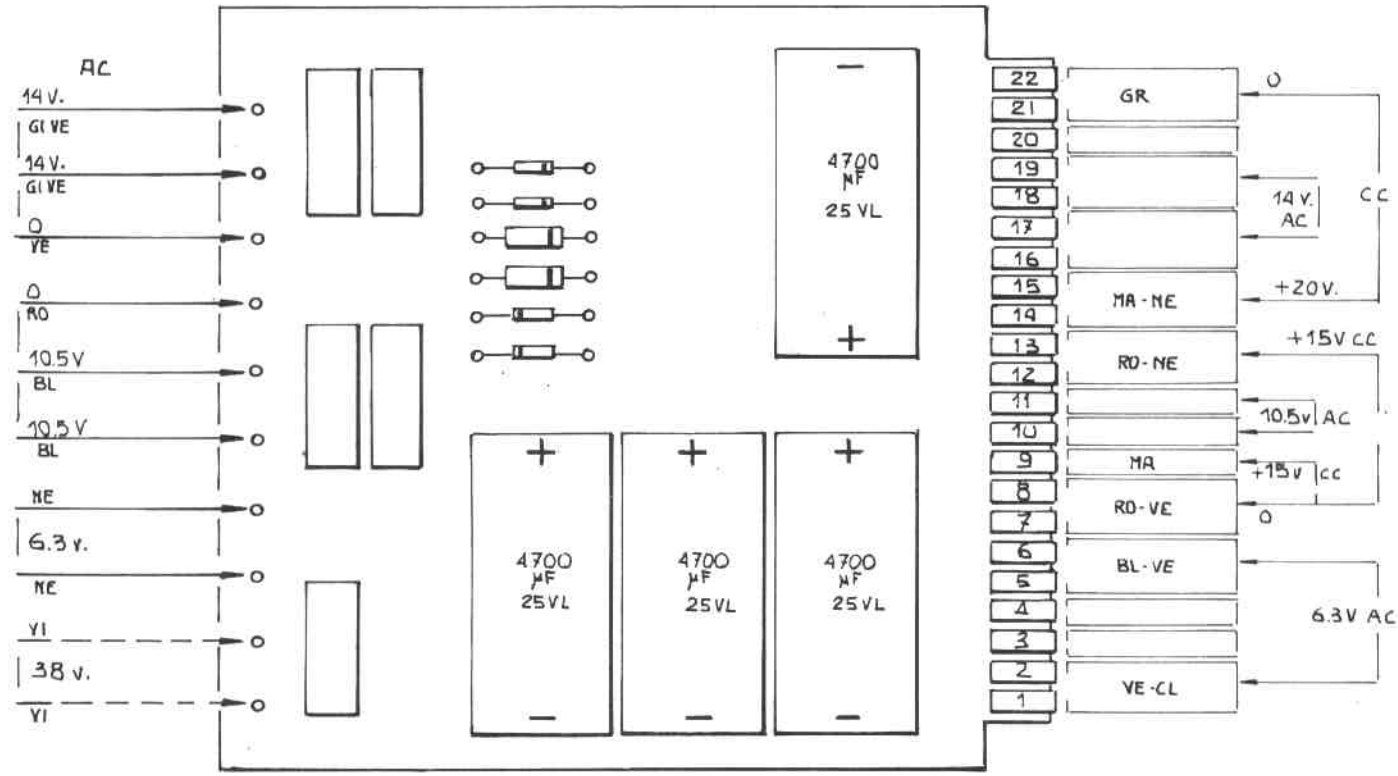 AC
14 V.
GI VE
14 V.
GI VE
0
VE
0
RO
10.5 V
BL
10.5 V
BL
NE
6.3 v.
NE
VI
38 v.
VI
4700
µF
25 VL
4700
µF
25 VL
4700
µF
25 VL
4700
µF
25 VL
22
21
20
19
18
17
16
15
14
13
12
11
10
9
8
7
6
5
4
3
2
1
GR
MA-NE
RO-NE
MA
RO-VE
BL-VE
VE-CL
0
CC
14 v.
AC
+20 v.
+15 V CC
10.5 v AC
+15 v CC
0
6.3 V AC